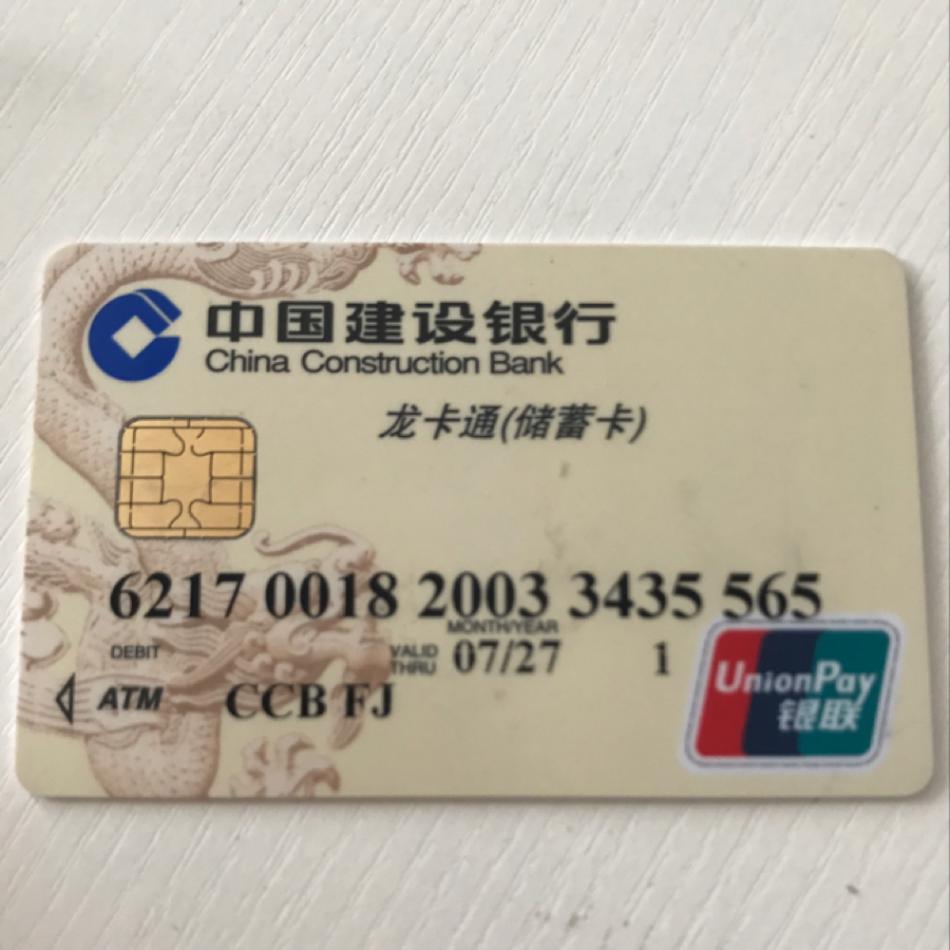 中国建设银行
China Construction Bank
龙卡通(储蓄卡)
6217 0018 2003 3435 565
MONTH/YEAR
DEBIT VALID THRU 07/27 1
ATM CCB FJ
UnionPay
银联